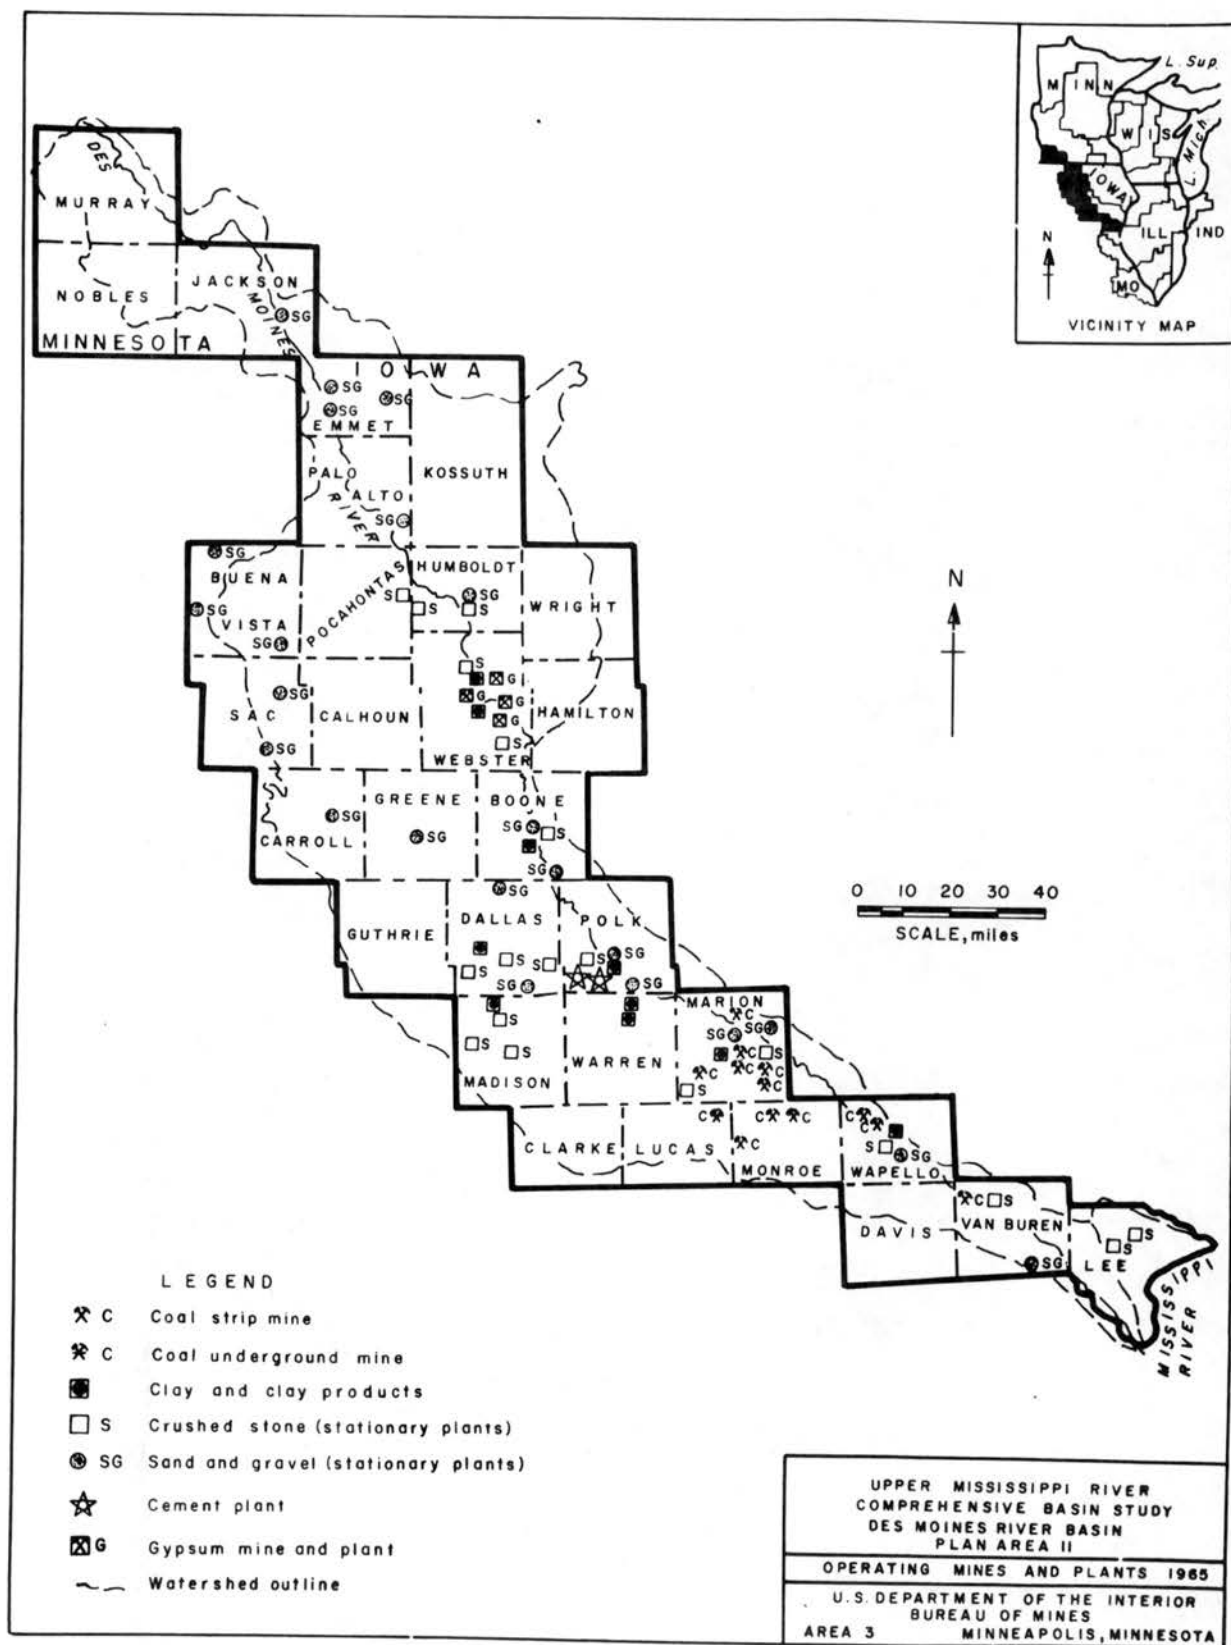 L. Sup.
MINN
WIS
L. Mich.
IOWA
ILL IND
MO
N
VICINITY MAP
DES
MURRAY
NOBLES
JACKSON
MOINES
SG
MINNESOTA
IOWA
SG
SG
SG
EMMET
PALO
ALTO
KOSSUTH
RIVER
SG
SG
BUENA
HUMBOLDT
SG
S
S
S
SG
VISTA
SG
POCAHONTAS
WRIGHT
N
S
G
G
G
G
S
SG
SAC
CALHOUN
HAMILTON
SG
WEBSTER
GREENE
BOONE
SG
SG
SG
S
CARROLL
SG
0 10 20 30 40
SCALE, miles
SG
DALLAS
POLK
GUTHRIE
S
S
S
S
SG
SG
SG
MARION
C
SG
SG
S
S
S
WARREN
C
S
C
C
C
C
S
MADISON
CLARKE
LUCAS
C
C
C
C
MONROE
C
C
S
SG
WAPELLO
C
S
DAVIS
VAN BUREN
SG
S
S
LEE
MISSISSIPPI
RIVER
LEGEND
C Coal strip mine
C Coal underground mine
Clay and clay products
S Crushed stone (stationary plants)
SG Sand and gravel (stationary plants)
Cement plant
G Gypsum mine and plant
Watershed outline
UPPER MISSISSIPPI RIVER
COMPREHENSIVE BASIN STUDY
DES MOINES RIVER BASIN
PLAN AREA II
OPERATING MINES AND PLANTS 1965
U.S. DEPARTMENT OF THE INTERIOR
BUREAU OF MINES
AREA 3 MINNEAPOLIS, MINNESOTA